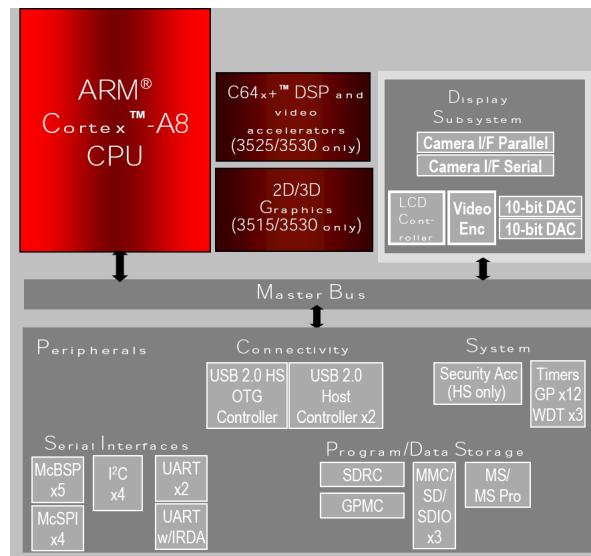 ARM®
Cortex™-A8
CPU
C64x+™ DSP and
video
accelerators
(3525/3530 only)
2D/3D
Graphics
(3515/3530 only)
Display
Subsystem
Camera I/F Parallel
Camera I/F Serial
LCD
Cont-
roller
Video
Enc
10-bit DAC
10-bit DAC
Master Bus
Peripherals
Connectivity
USB 2.0 HS
OTG
Controller
USB 2.0
Host
Controller x2
System
Security Acc
(HS only)
Timers
GP x12
WDT x3
Serial Interfaces
McBSP
x5
McSPI
x4
I²C
x4
UART
x2
UART
w/IRDA
Program/Data Storage
SDRC
GPMC
MMC/
SD/
SDIO
x3
MS/
MS Pro